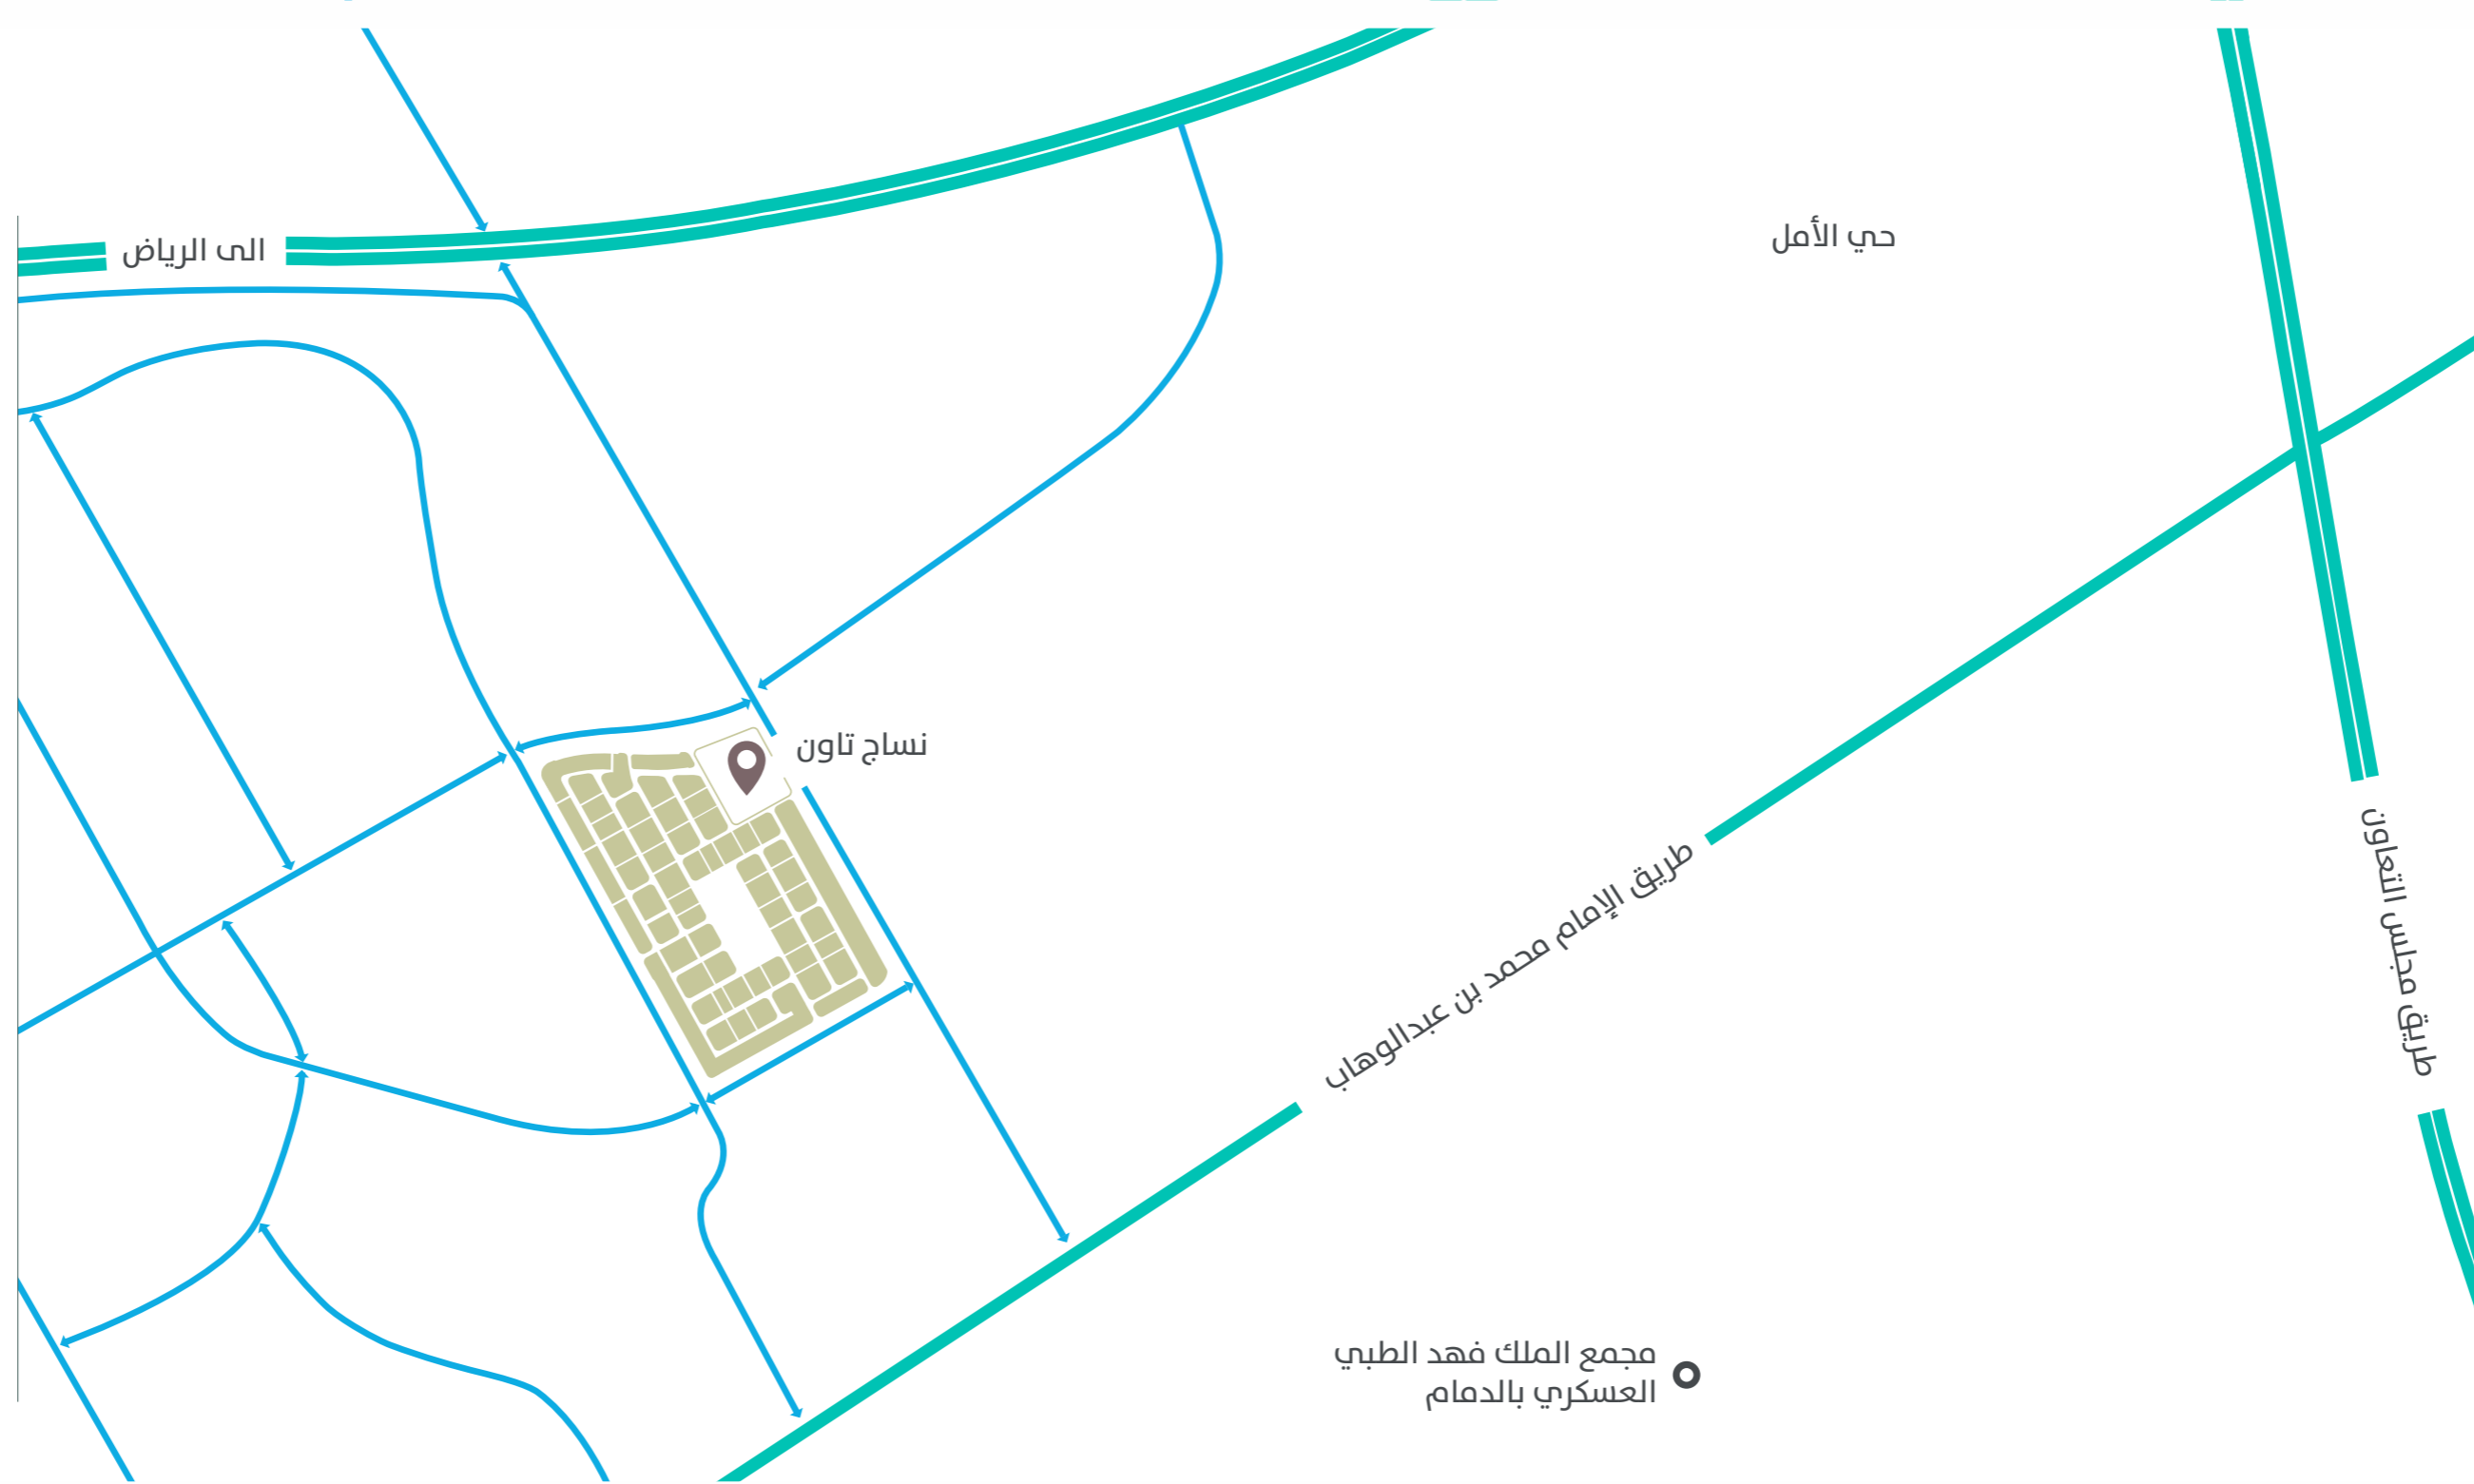 حي الأمل
الى الرياض
نساج تاون
طريق الإمام محمد بن عبدالوهاب
طريق مجلس التعاون
مجمع الملك فهد الطبي
العسكري بالدمام